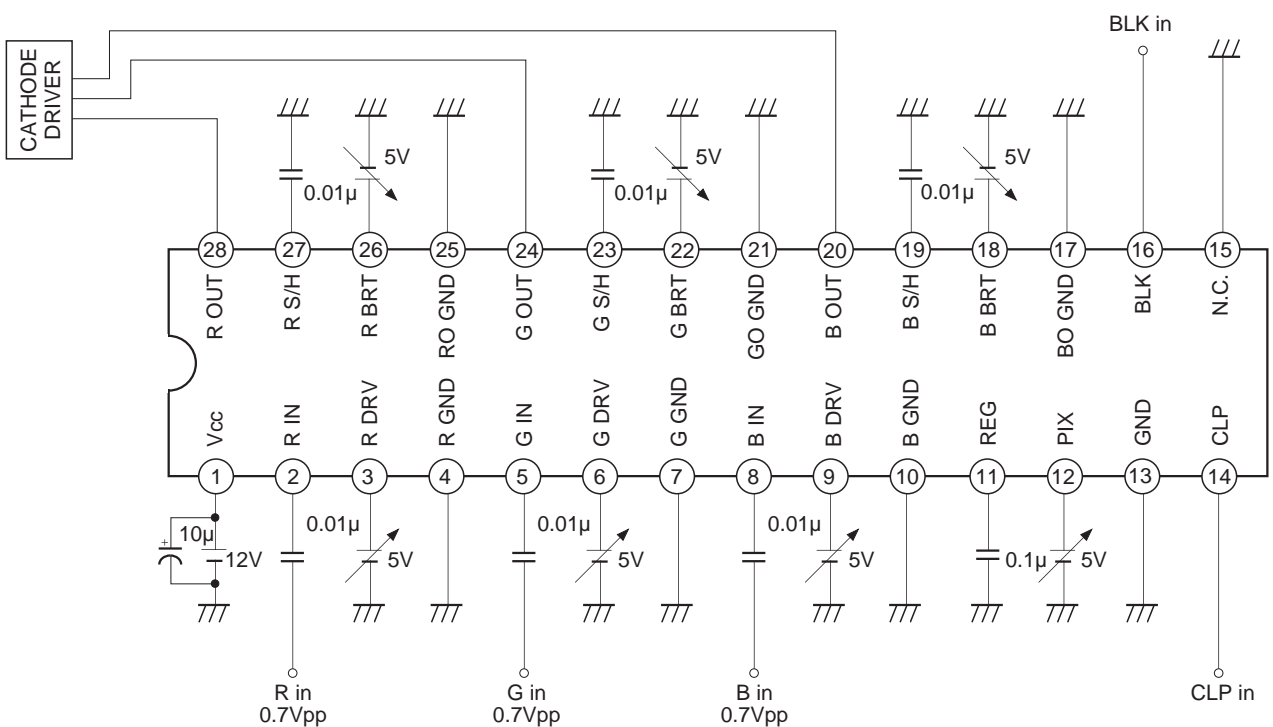 BLK in
CATHODE
DRIVER
5V
5V
5V
0.01µ
0.01µ
0.01µ
28 27 26 25 24 23 22 21 20 19 18 17 16 15
R OUT
R S/H
R BRT
RO GND
G OUT
G S/H
G BRT
GO GND
B OUT
B S/H
B BRT
BO GND
BLK
N.C.
Vcc
R IN
R DRV
R GND
G IN
G DRV
G GND
B IN
B DRV
B GND
REG
PIX
GND
CLP
1 2 3 4 5 6 7 8 9 10 11 12 13 14
+
10µ
12V
0.01µ
5V
0.01µ
5V
0.01µ
5V
0.1µ
5V
R in
0.7Vpp
G in
0.7Vpp
B in
0.7Vpp
CLP in